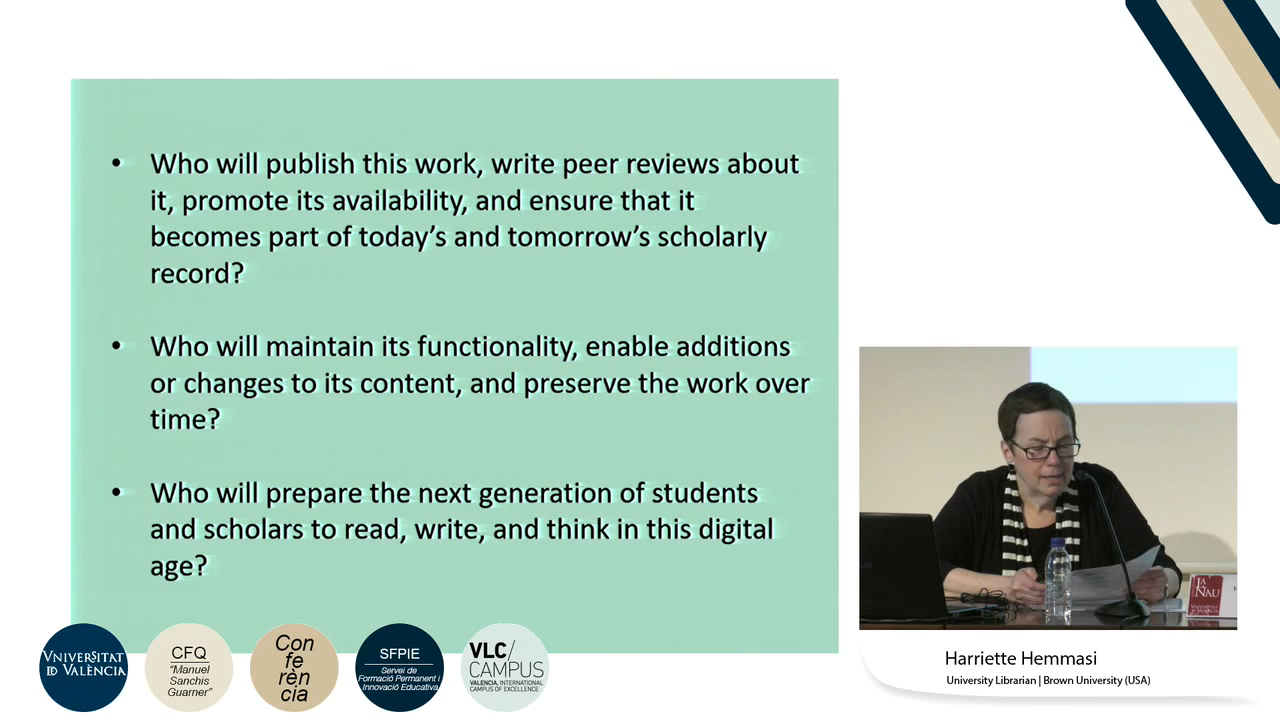 • Who will publish this work, write peer reviews about
it, promote its availability, and ensure that it
becomes part of today's and tomorrow's scholarly
record?
• Who will maintain its functionality, enable additions
or changes to its content, and preserve the work over
time?
• Who will prepare the next generation of students
and scholars to read, write, and think in this digital
age?
VNIVERSITAT
DE VALÈNCIA
CFQ
“Manuel
Sanchis
Guarner”
Con
fe
rèn
cia
SFPIE
Servei de
Formació Permanent i
Innovació Educativa
VLC/
CAMPUS
VALENCIA, INTERNATIONAL
CAMPUS OF EXCELLENCE
JA
NAU
Harriette Hemmasi
University Librarian | Brown University (USA)